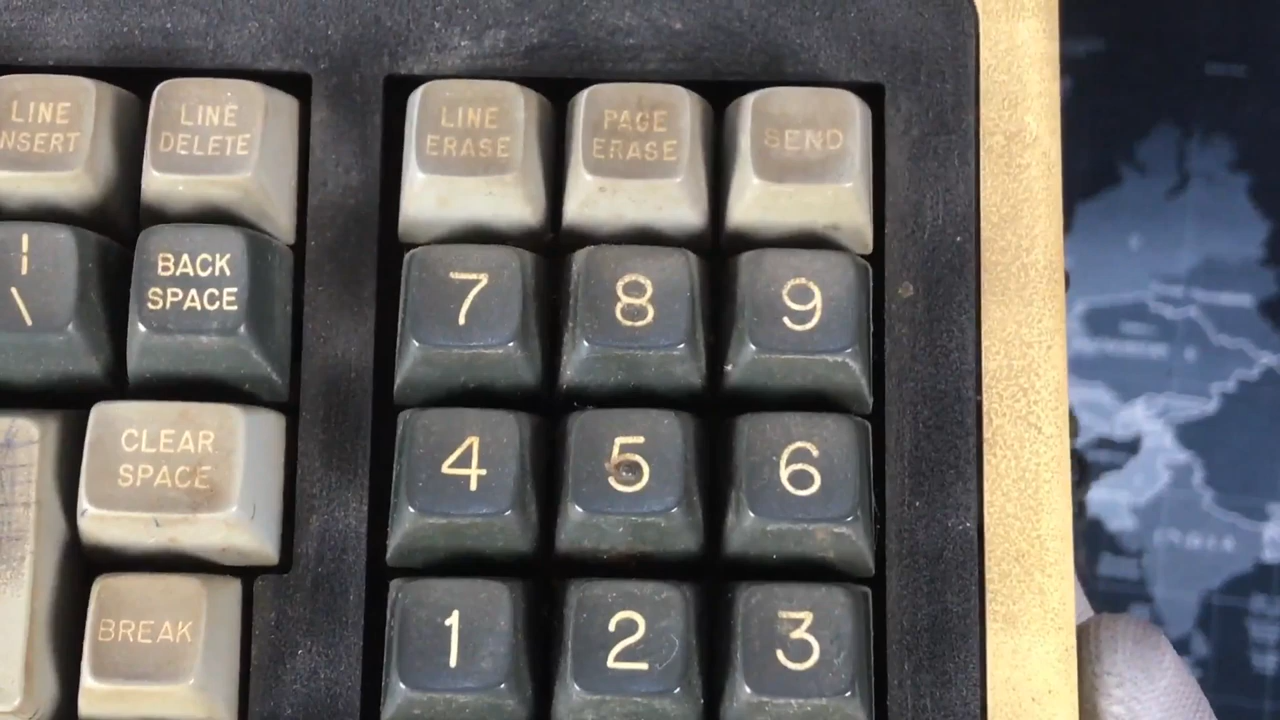 LINE
NSERT
LINE
DELETE
LINE
ERASE
PAGE
ERASE
SEND
|
\
BACK
SPACE
7
8
9
CLEAR
SPACE
4
5
6
BREAK
1
2
3
INDIA